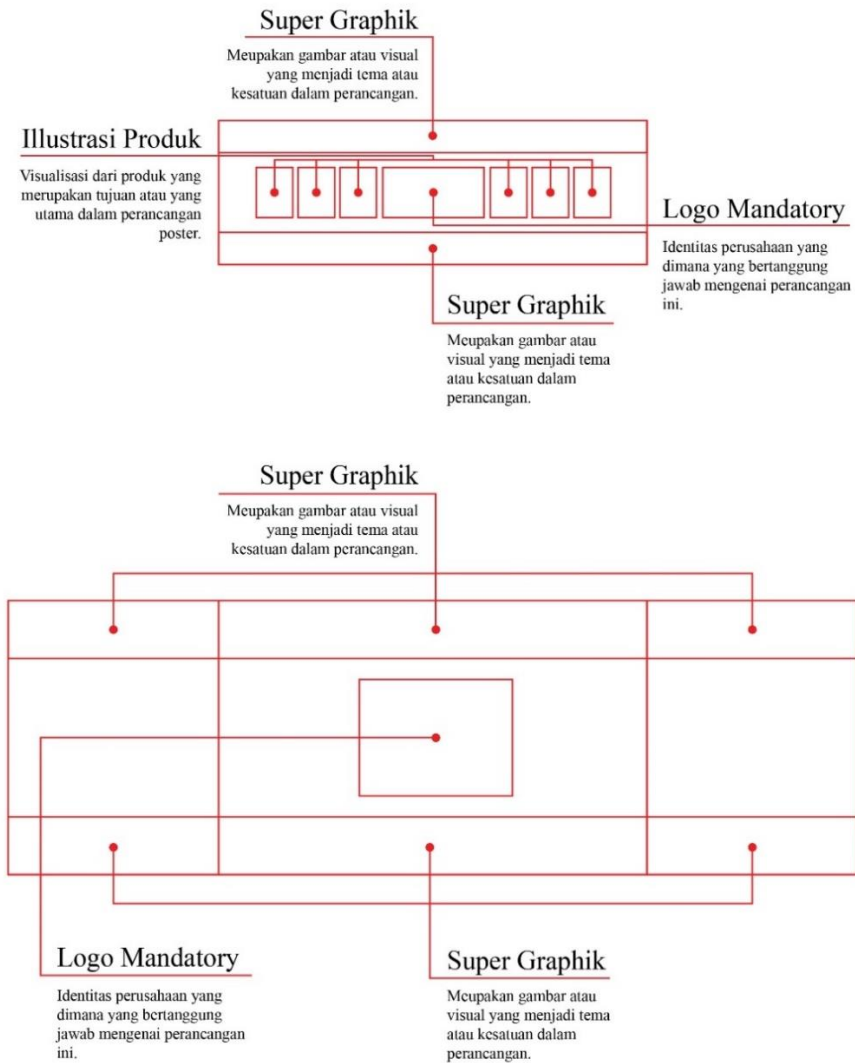 Super Graphik
Meupakan gambar atau visual
yang menjadi tema atau
kesatuan dalam perancangan.
Illustrasi Produk
Visualisasi dari produk yang
merupakan tujuan atau yang
utama dalam perancangan
poster.
Logo Mandatory
Identitas perusahaan yang
dimana yang bertanggung
jawab mengenai perancangan
ini.
Super Graphik
Meupakan gambar atau
visual yang menjadi tema
atau kesatuan dalam
perancangan.
Super Graphik
Meupakan gambar atau visual
yang menjadi tema atau
kesatuan dalam perancangan.
Logo Mandatory
Identitas perusahaan yang
dimana yang bertanggung
jawab mengenai perancangan
ini.
Super Graphik
Meupakan gambar atau
visual yang menjadi tema
atau kesatuan dalam
perancangan.